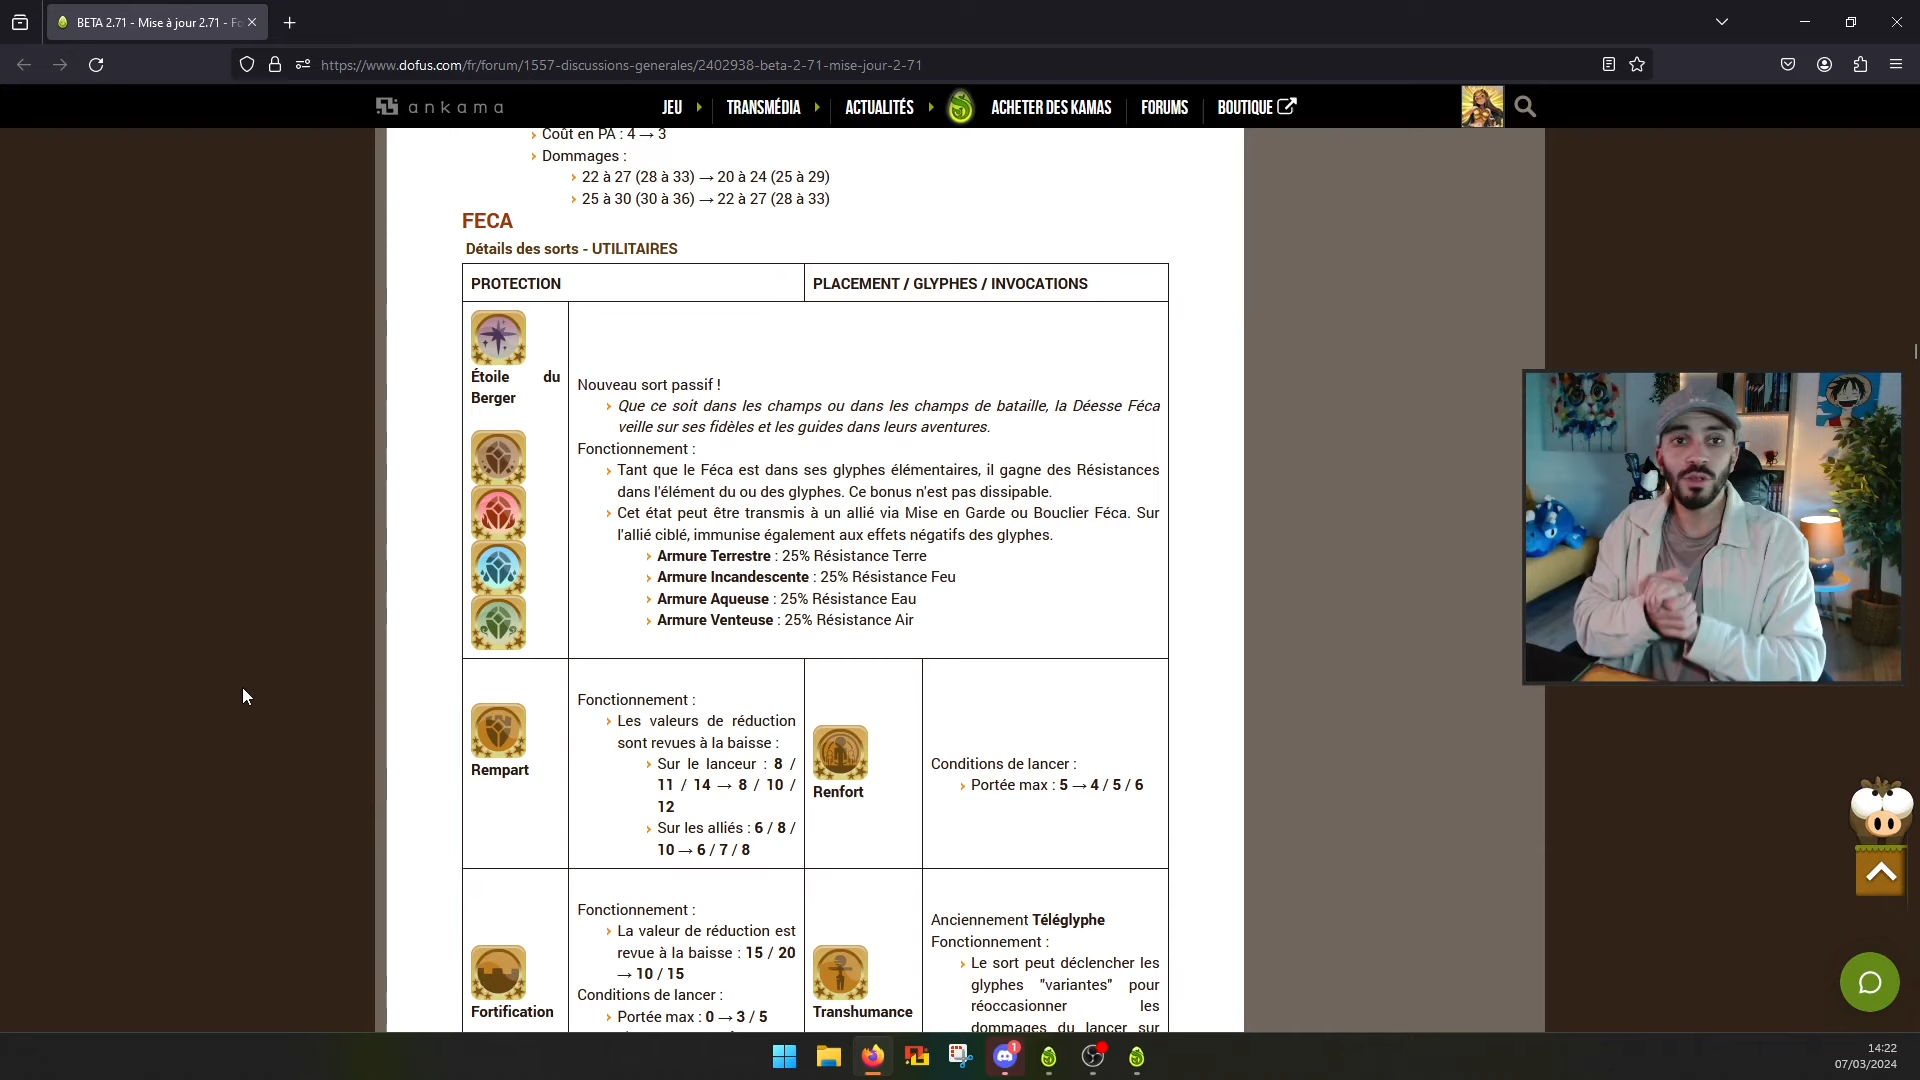 BETA 2.71 - Mise à jour 2.71 - Fo
https://www.dofus.com/fr/forum/1557-discussions-generales/2402938-beta-2-71-mise-jour-2-71
ankama
JEU
TRANSMÉDIA
ACTUALITÉS
ACHETER DES KAMAS
FORUMS
BOUTIQUE
› Coût en PA : 4 → 3
› Dommages :
› 22 à 27 (28 à 33) → 20 à 24 (25 à 29)
› 25 à 30 (30 à 36) → 22 à 27 (28 à 33)
FECA
Détails des sorts - UTILITAIRES
PROTECTION
PLACEMENT / GLYPHES / INVOCATIONS
Étoile du
Berger
Nouveau sort passif !
› Que ce soit dans les champs ou dans les champs de bataille, la Déesse Féca
veille sur ses fidèles et les guides dans leurs aventures.
Fonctionnement :
› Tant que le Féca est dans ses glyphes élémentaires, il gagne des Résistances
dans l'élément du ou des glyphes. Ce bonus n'est pas dissipable.
› Cet état peut être transmis à un allié via Mise en Garde ou Bouclier Féca. Sur
l'allié ciblé, immunise également aux effets négatifs des glyphes.
› Armure Terrestre : 25% Résistance Terre
› Armure Incandescente : 25% Résistance Feu
› Armure Aqueuse : 25% Résistance Eau
› Armure Venteuse : 25% Résistance Air
Rempart
Fonctionnement :
› Les valeurs de réduction
sont revues à la baisse :
› Sur le lanceur : 8 /
11 / 14 → 8 / 10 /
12
› Sur les alliés : 6 / 8 /
10 → 6 / 7 / 8
Renfort
Conditions de lancer :
› Portée max : 5 → 4 / 5 / 6
Fortification
Fonctionnement :
› La valeur de réduction est
revue à la baisse : 15 / 20
→ 10 / 15
Conditions de lancer :
› Portée max : 0 → 3 / 5
Transhumance
Anciennement Téléglyphe
Fonctionnement :
› Le sort peut déclencher les
glyphes "variantes" pour
réoccasionner les
dommages du lancer sur
1
14:22
07/03/2024